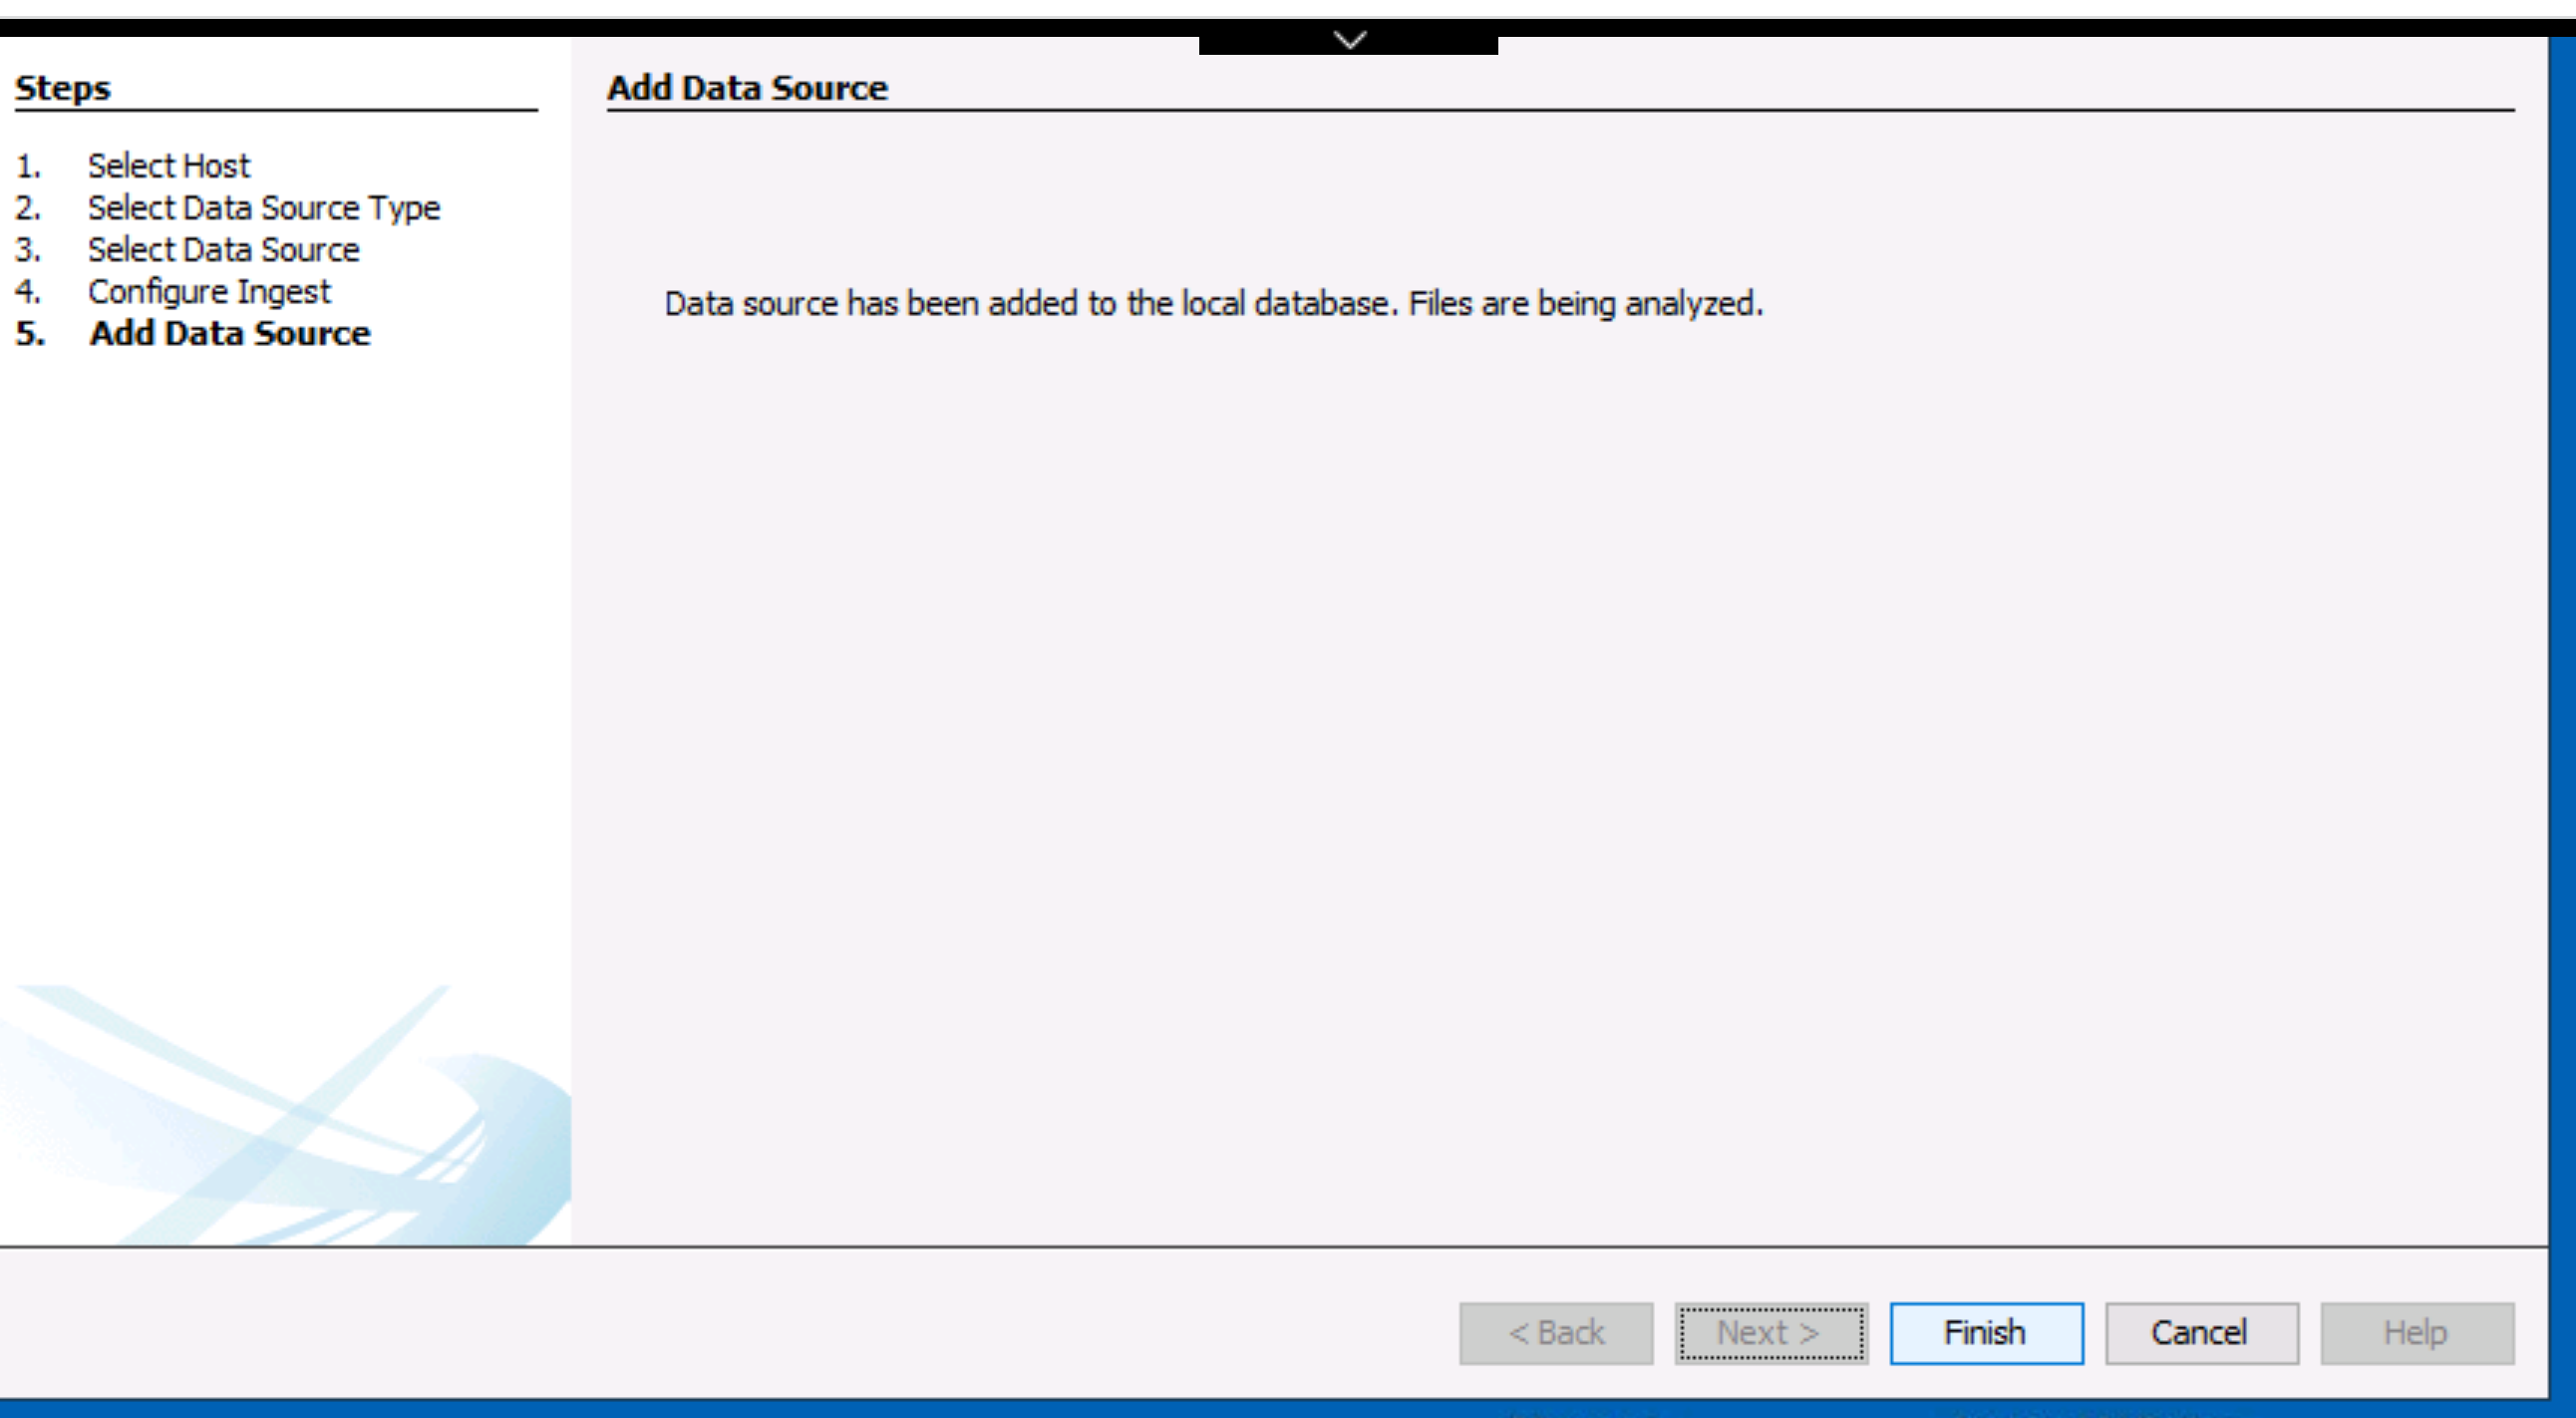 Steps
1. Select Host
2. Select Data Source Type
3. Select Data Source
4. Configure Ingest
5. Add Data Source
Add Data Source
Data source has been added to the local database. Files are being analyzed.
< Back Next > Finish Cancel Help